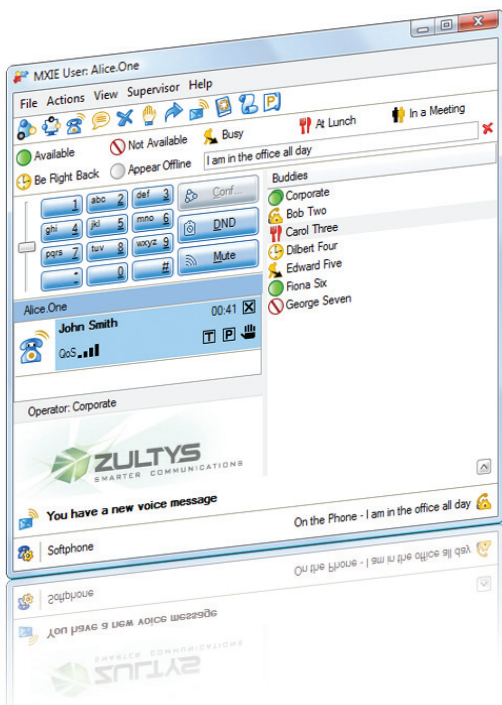 MXIE User: Alice.One
File Actions View Supervisor Help
Available Not Available Busy At Lunch In a Meeting
Be Right Back Appear Offline I am in the office all day
1 abc 2 def 3 Conf...
ghi 4 jkl 5 mno 6 DND
pqrs 7 tuv 8 wxyz 9 Mute
* 0 #
Buddies
Corporate
Bob Two
Carol Three
Dilbert Four
Edward Five
Fiona Six
George Seven
Alice.One
John Smith 00:41
QoS T P
Operator: Corporate
ZULTYS
SMARTER COMMUNICATIONS
You have a new voice message
Softphone On the Phone - I am in the office all day